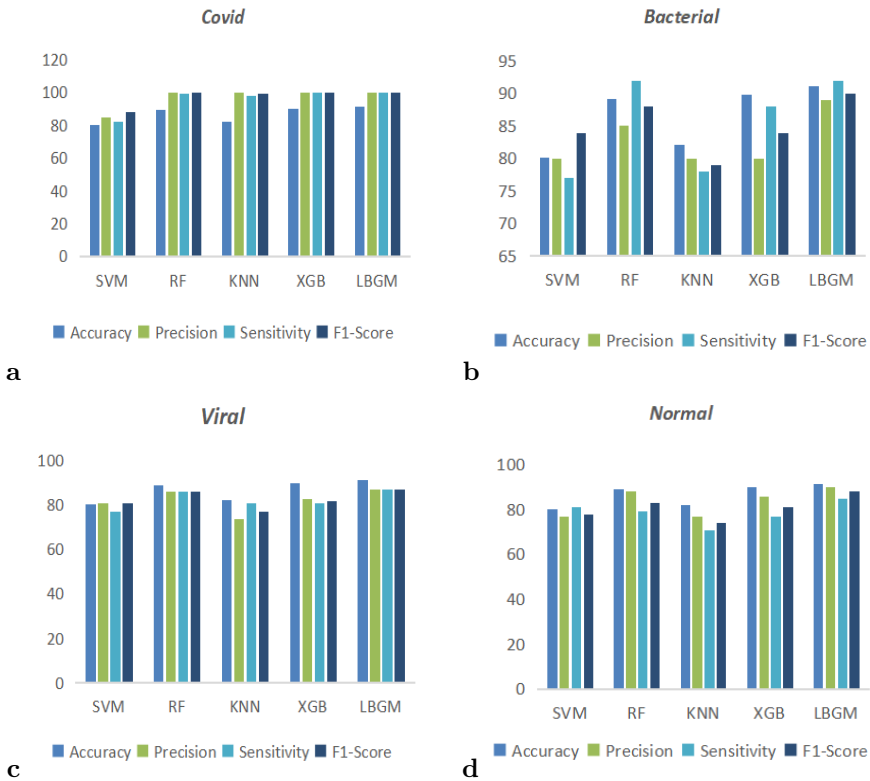 Covid
120
100
80
60
40
20
0
SVM RF KNN XGB LBGM
Accuracy Precision Sensitivity F1-Score
a
Bacterial
95
90
85
80
75
70
65
SVM RF KNN XGB LBGM
Accuracy Precision Sensitivity F1-Score
b
Viral
100
80
60
40
20
0
SVM RF KNN XGB LBGM
Accuracy Precision Sensitivity F1-Score
c
Normal
100
80
60
40
20
0
SVM RF KNN XGB LBGM
Accuracy Precision Sensitivity F1-Score
d